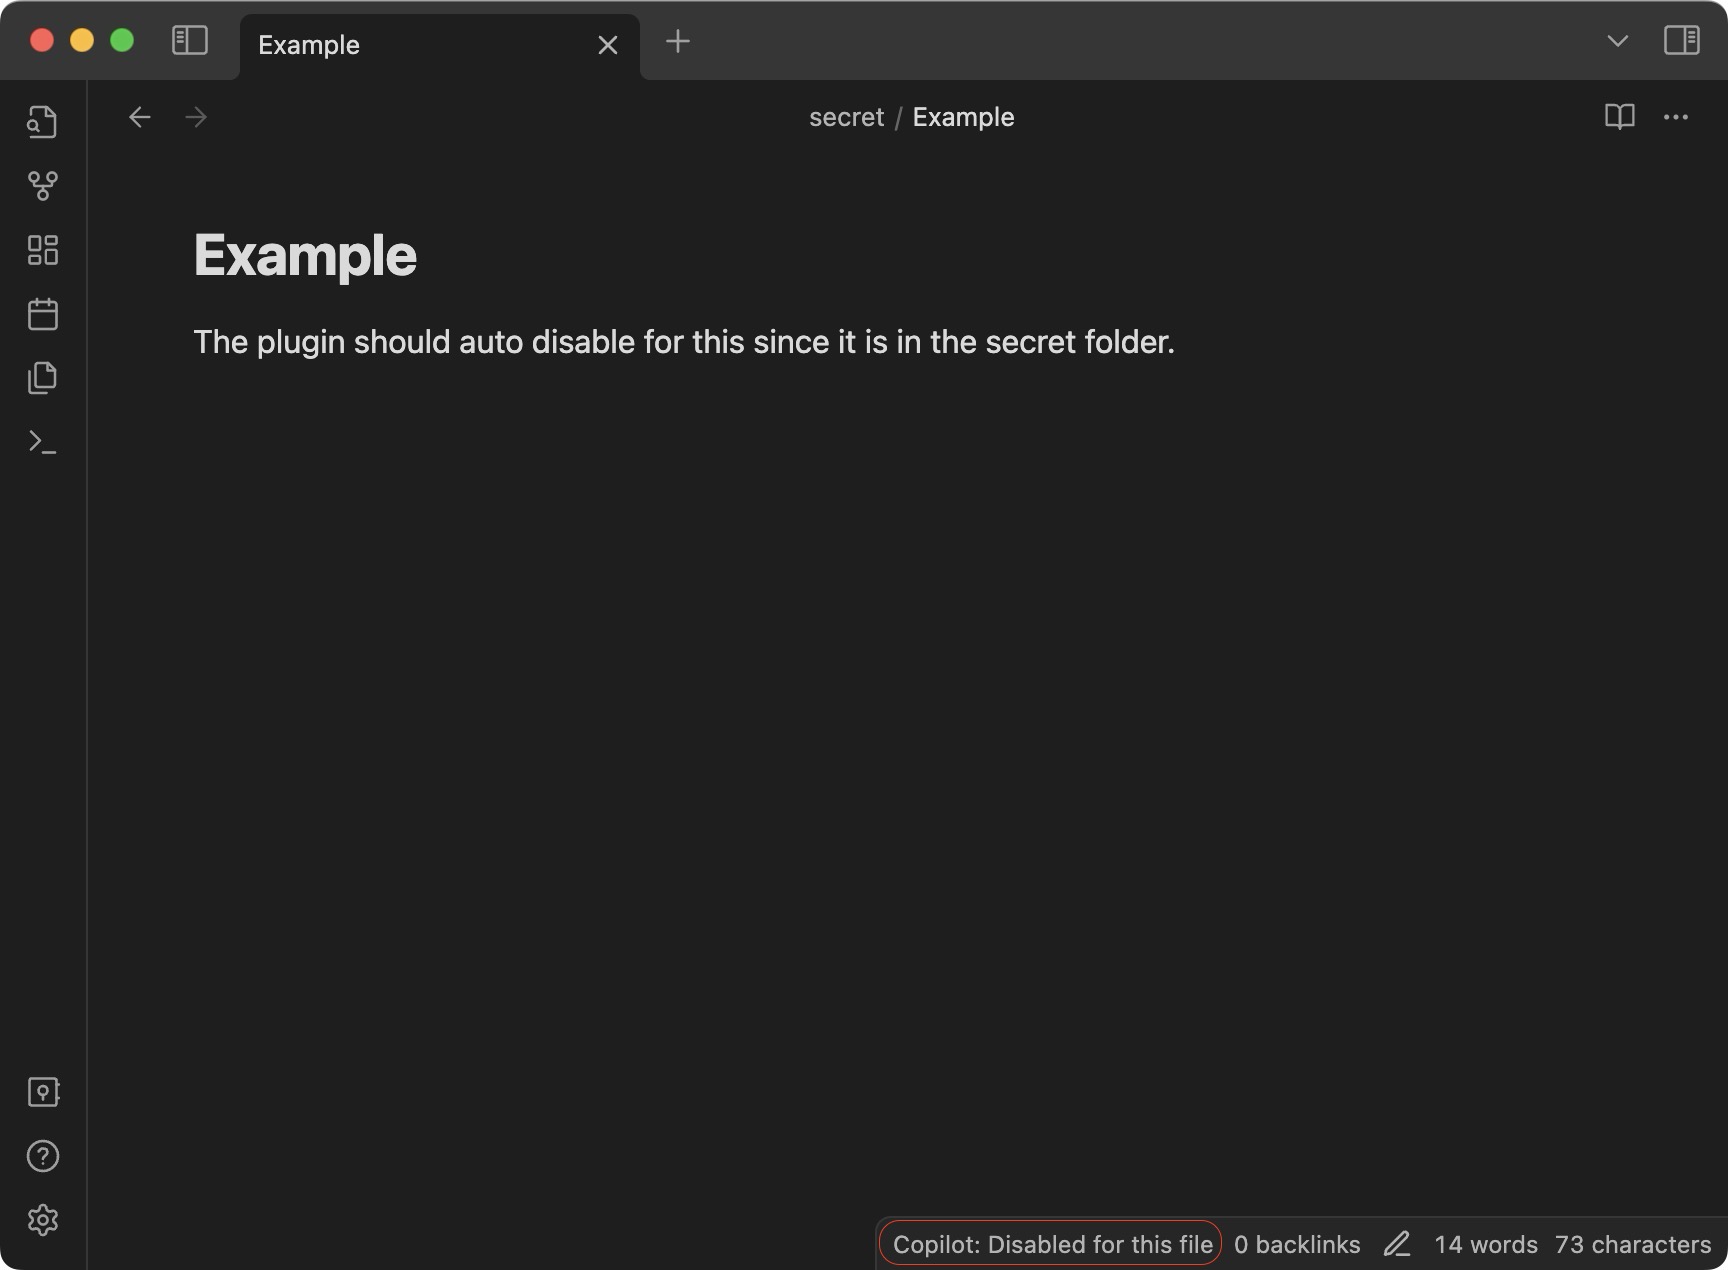 Example
secret / Example
Example
The plugin should auto disable for this since it is in the secret folder.
Copilot: Disabled for this file 0 backlinks 14 words 73 characters